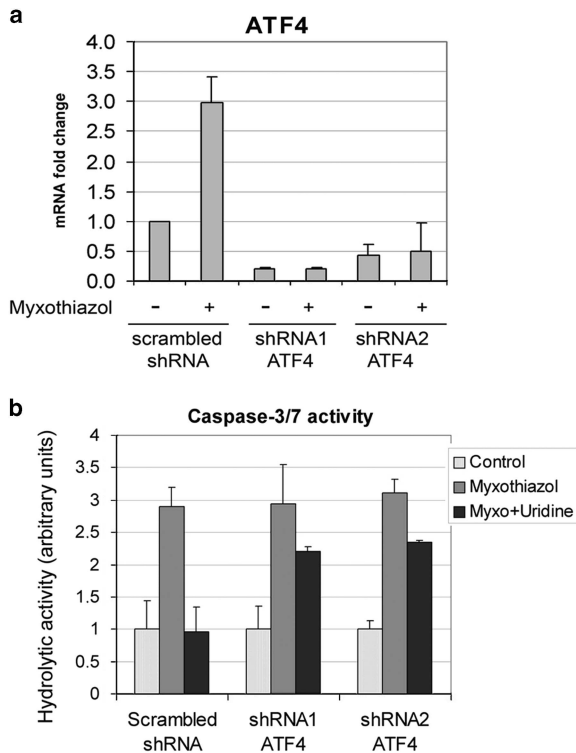 a
ATF4
mRNA fold change
4.0
3.5
3.0
2.5
2.0
1.5
1.0
0.5
0.0
Myxothiazol - + - + - +
scrambled shRNA1 shRNA2
shRNA ATF4 ATF4
b
Caspase-3/7 activity
Hydrolytic activity (arbitrary units)
4
3.5
3
2.5
2
1.5
1
0.5
0
Control
Myxothiazol
Myxo+Uridine
Scrambled shRNA1 shRNA2
shRNA ATF4 ATF4